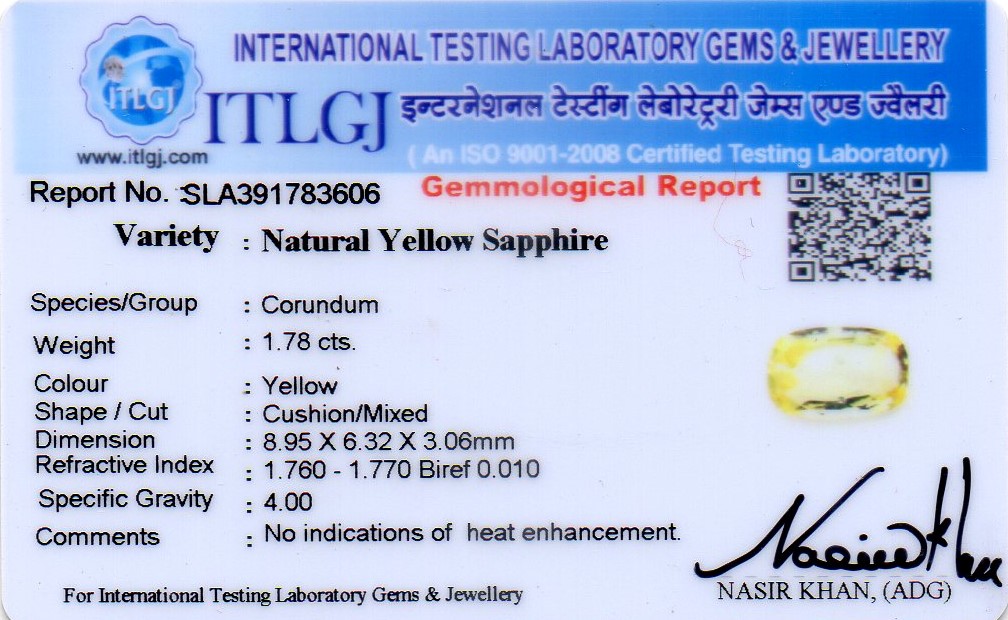 INTERNATIONAL TESTING LABORATORY GEMS & JEWELLERY
ITLGJ
ITLGJ इन्टरनेशनल टेस्टींग लेबोरेट्ररी जेम्स एण्ड ज्वैलरी
www.itlgj.com
( An ISO 9001-2008 Certified Testing Laboratory)
Report No. :SLA391783606
Gemmological Report
Variety : Natural Yellow Sapphire
Species/Group : Corundum
Weight : 1.78 cts.
Colour : Yellow
Shape / Cut : Cushion/Mixed
Dimension : 8.95 X 6.32 X 3.06mm
Refractive Index : 1.760 - 1.770 Biref 0.010
Specific Gravity : 4.00
Comments : No indications of heat enhancement.
Nasir Khan
NASIR KHAN, (ADG)
For International Testing Laboratory Gems & Jewellery